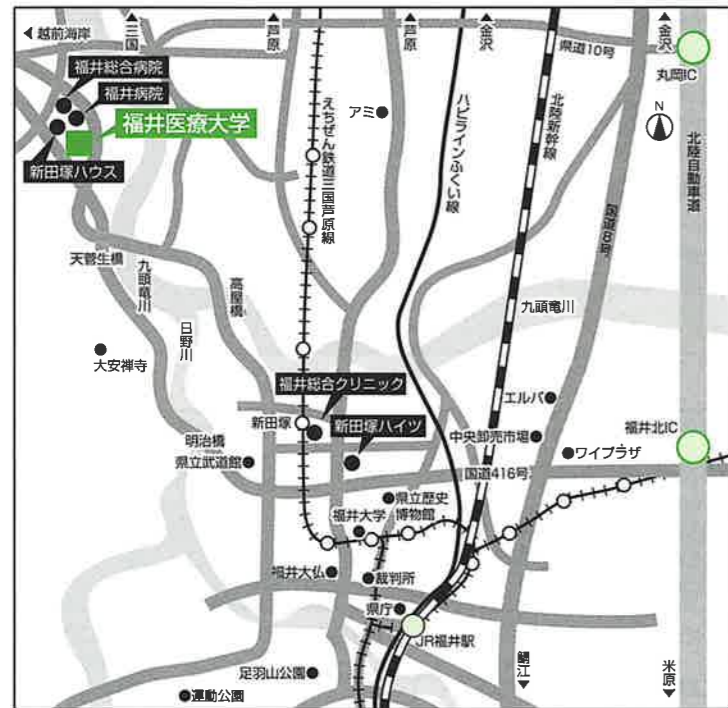 越前海岸
三国
芦原
芦原
金沢
金沢
県道10号
丸岡IC
福井総合病院
福井病院
福井医療大学
新田塚ハウス
えちぜん鉄道三国芦原線
アミ
ハピラインふくい線
北陸新幹線
国道8号
N
北陸自動車道
天菅生橋
九頭竜川
日野川
高屋橋
九頭竜川
大安禅寺
福井総合クリニック
エルパ
新田塚
新田塚ハイツ
中央卸売市場
福井北IC
明治橋
ワイプラザ
県立武道館
国道416号
県立歴史
博物館
福井大学
福井大仏
裁判所
県庁
JR福井駅
足羽山公園
鯖江
米原
運動公園